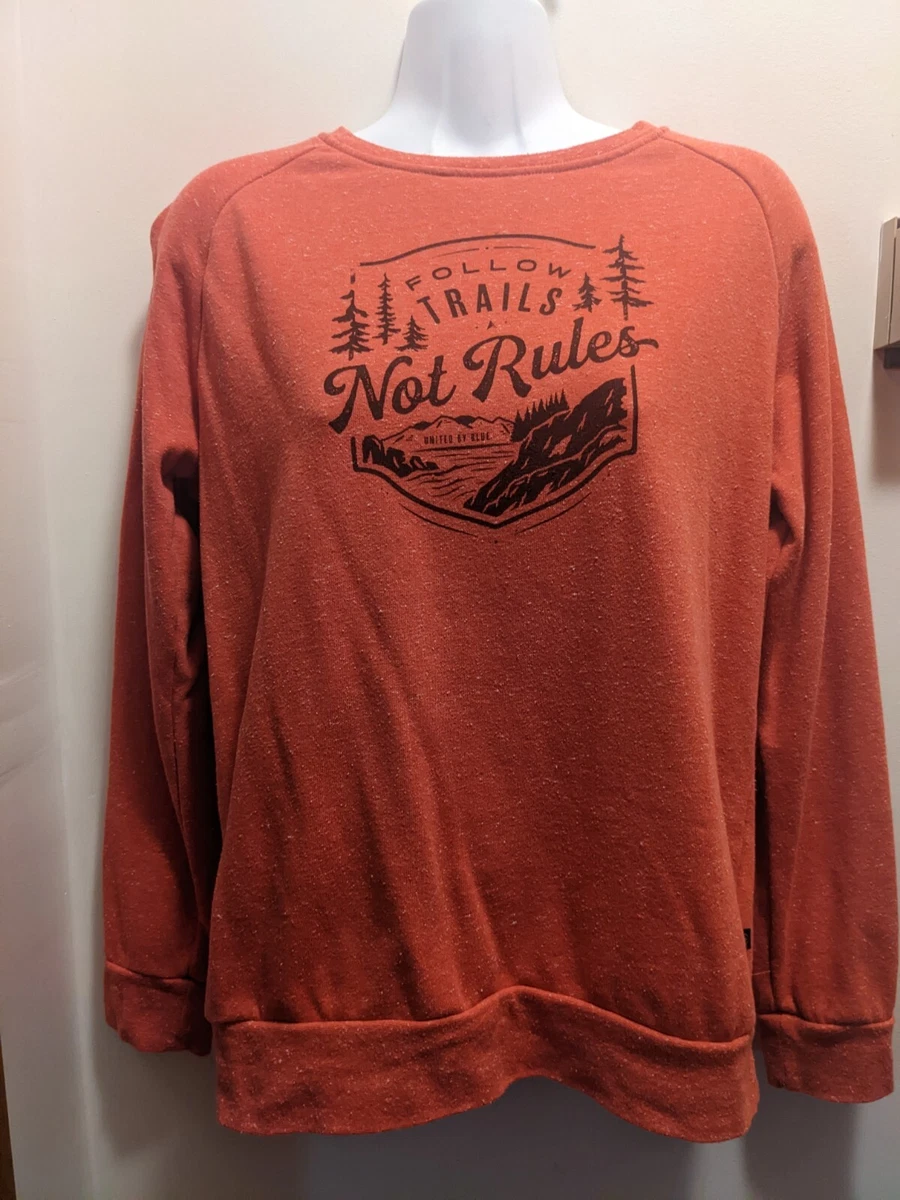 FOLLOW
TRAILS
Not Rules
UNITED BY BLUE